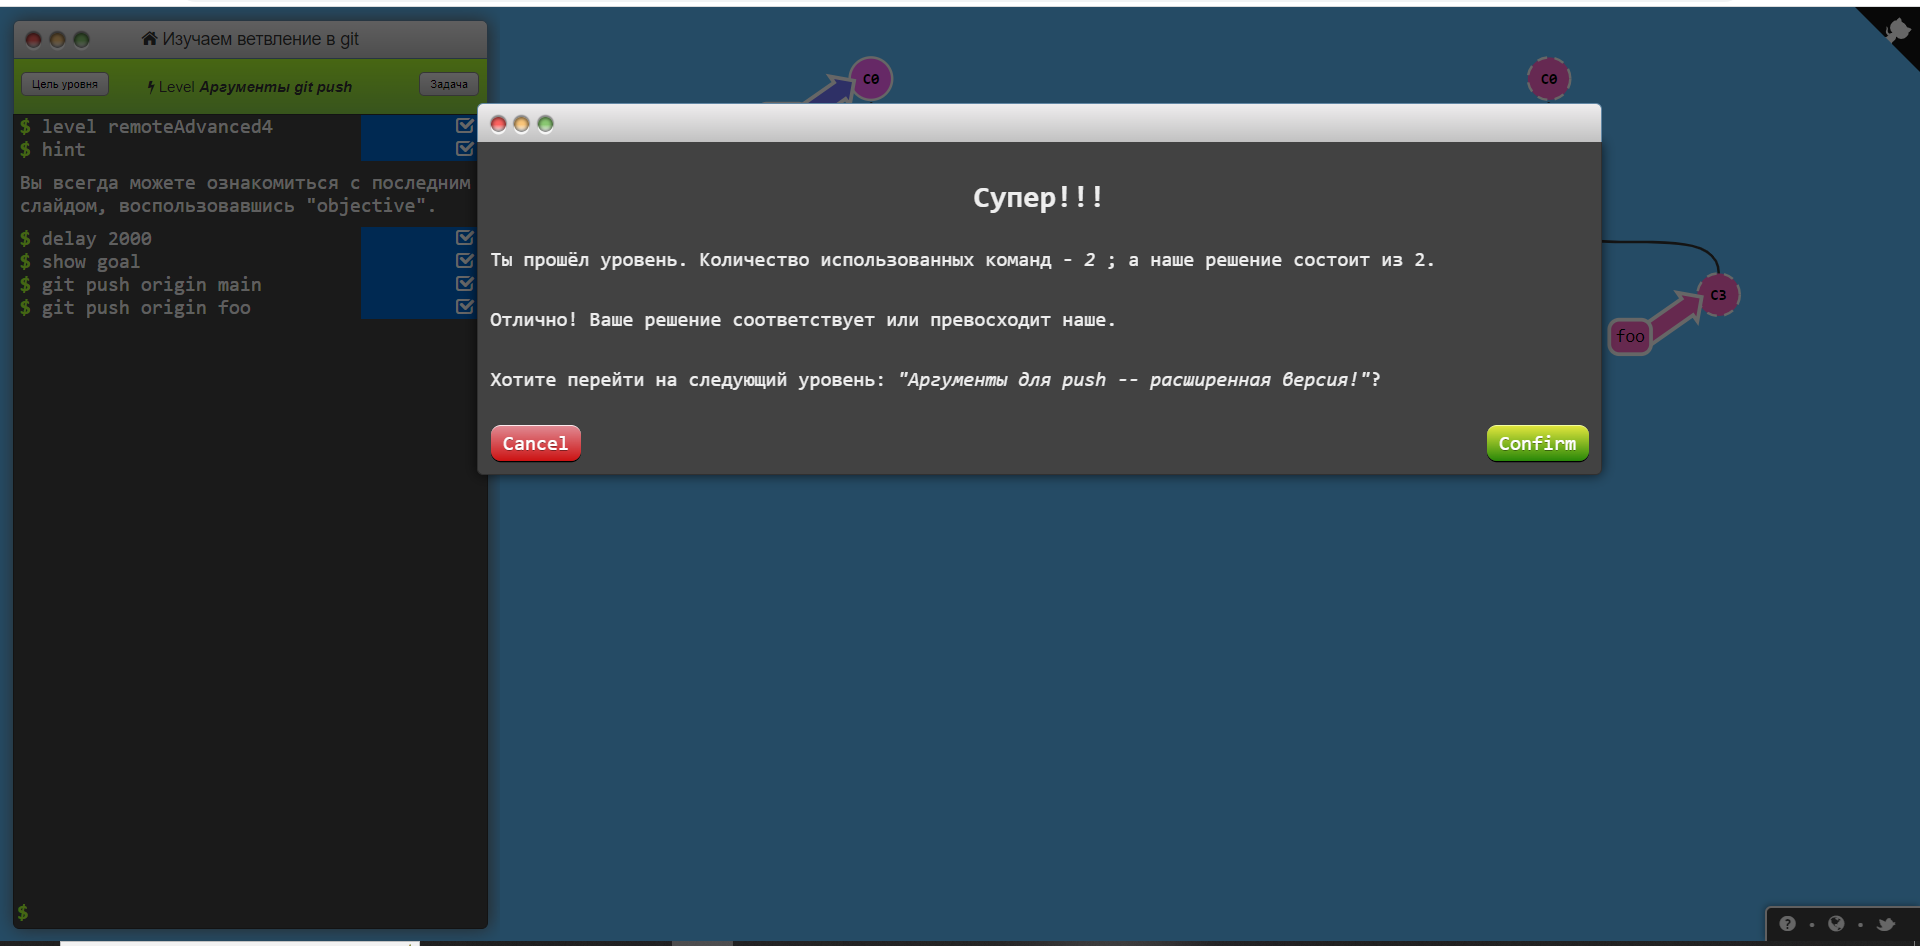 Изучаем ветвление в git
Цель уровня
Level Аргументы git push
Задача
$ level remoteAdvanced4
$ hint
Вы всегда можете ознакомиться с последним
слайдом, воспользовавшись "objective".
$ delay 2000
$ show goal
$ git push origin main
$ git push origin foo
$
C0
C0
Супер!!!
Ты прошёл уровень. Количество использованных команд - 2 ; а наше решение состоит из 2.
Отлично! Ваше решение соответствует или превосходит наше.
Хотите перейти на следующий уровень: "Аргументы для push -- расширенная версия!"?
Cancel
Confirm
C3
foo